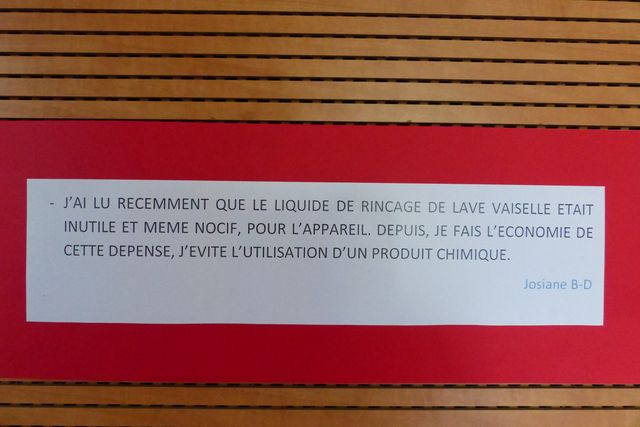 - J'AI LU RECEMMENT QUE LE LIQUIDE DE RINCAGE DE LAVE VAISELLE ETAIT
INUTILE ET MEME NOCIF, POUR L'APPAREIL. DEPUIS, JE FAIS L'ECONOMIE DE
CETTE DEPENSE, J'EVITE L'UTILISATION D'UN PRODUIT CHIMIQUE.
Josiane B-D